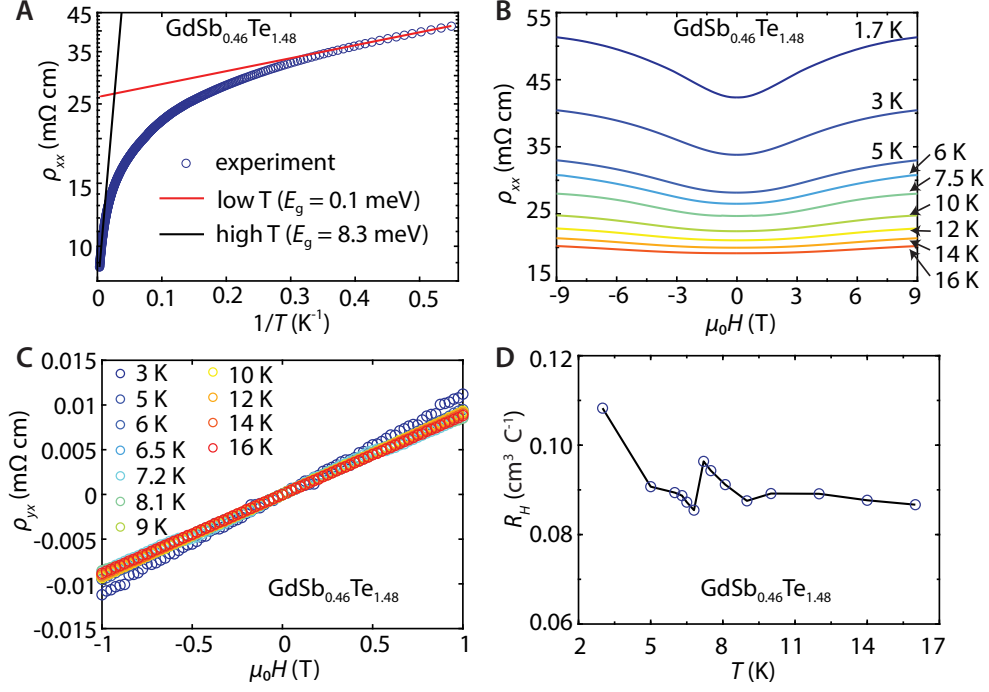 A
GdSb0.46Te1.48
45
35
25
15
10
ρxx (mΩ cm)
experiment
low T (Eg = 0.1 meV)
high T (Eg = 8.3 meV)
0
0.1
0.2
0.3
0.4
0.5
1/T (K-1)
B
GdSb0.46Te1.48
55
45
35
25
15
ρxx (mΩ cm)
1.7 K
3 K
5 K
6 K
7.5 K
10 K
12 K
14 K
16 K
-9
-6
-3
0
3
6
9
μ0H (T)
C
0.015
0.01
0.005
0
-0.005
-0.01
-0.015
ρyx (mΩ cm)
3 K
5 K
6 K
6.5 K
7.2 K
8.1 K
9 K
10 K
12 K
14 K
16 K
GdSb0.46Te1.48
-1
-0.5
0
0.5
1
μ0H (T)
D
0.12
0.10
0.08
0.06
RH (cm3 C-1)
GdSb0.46Te1.48
2
5
8
11
14
17
T (K)